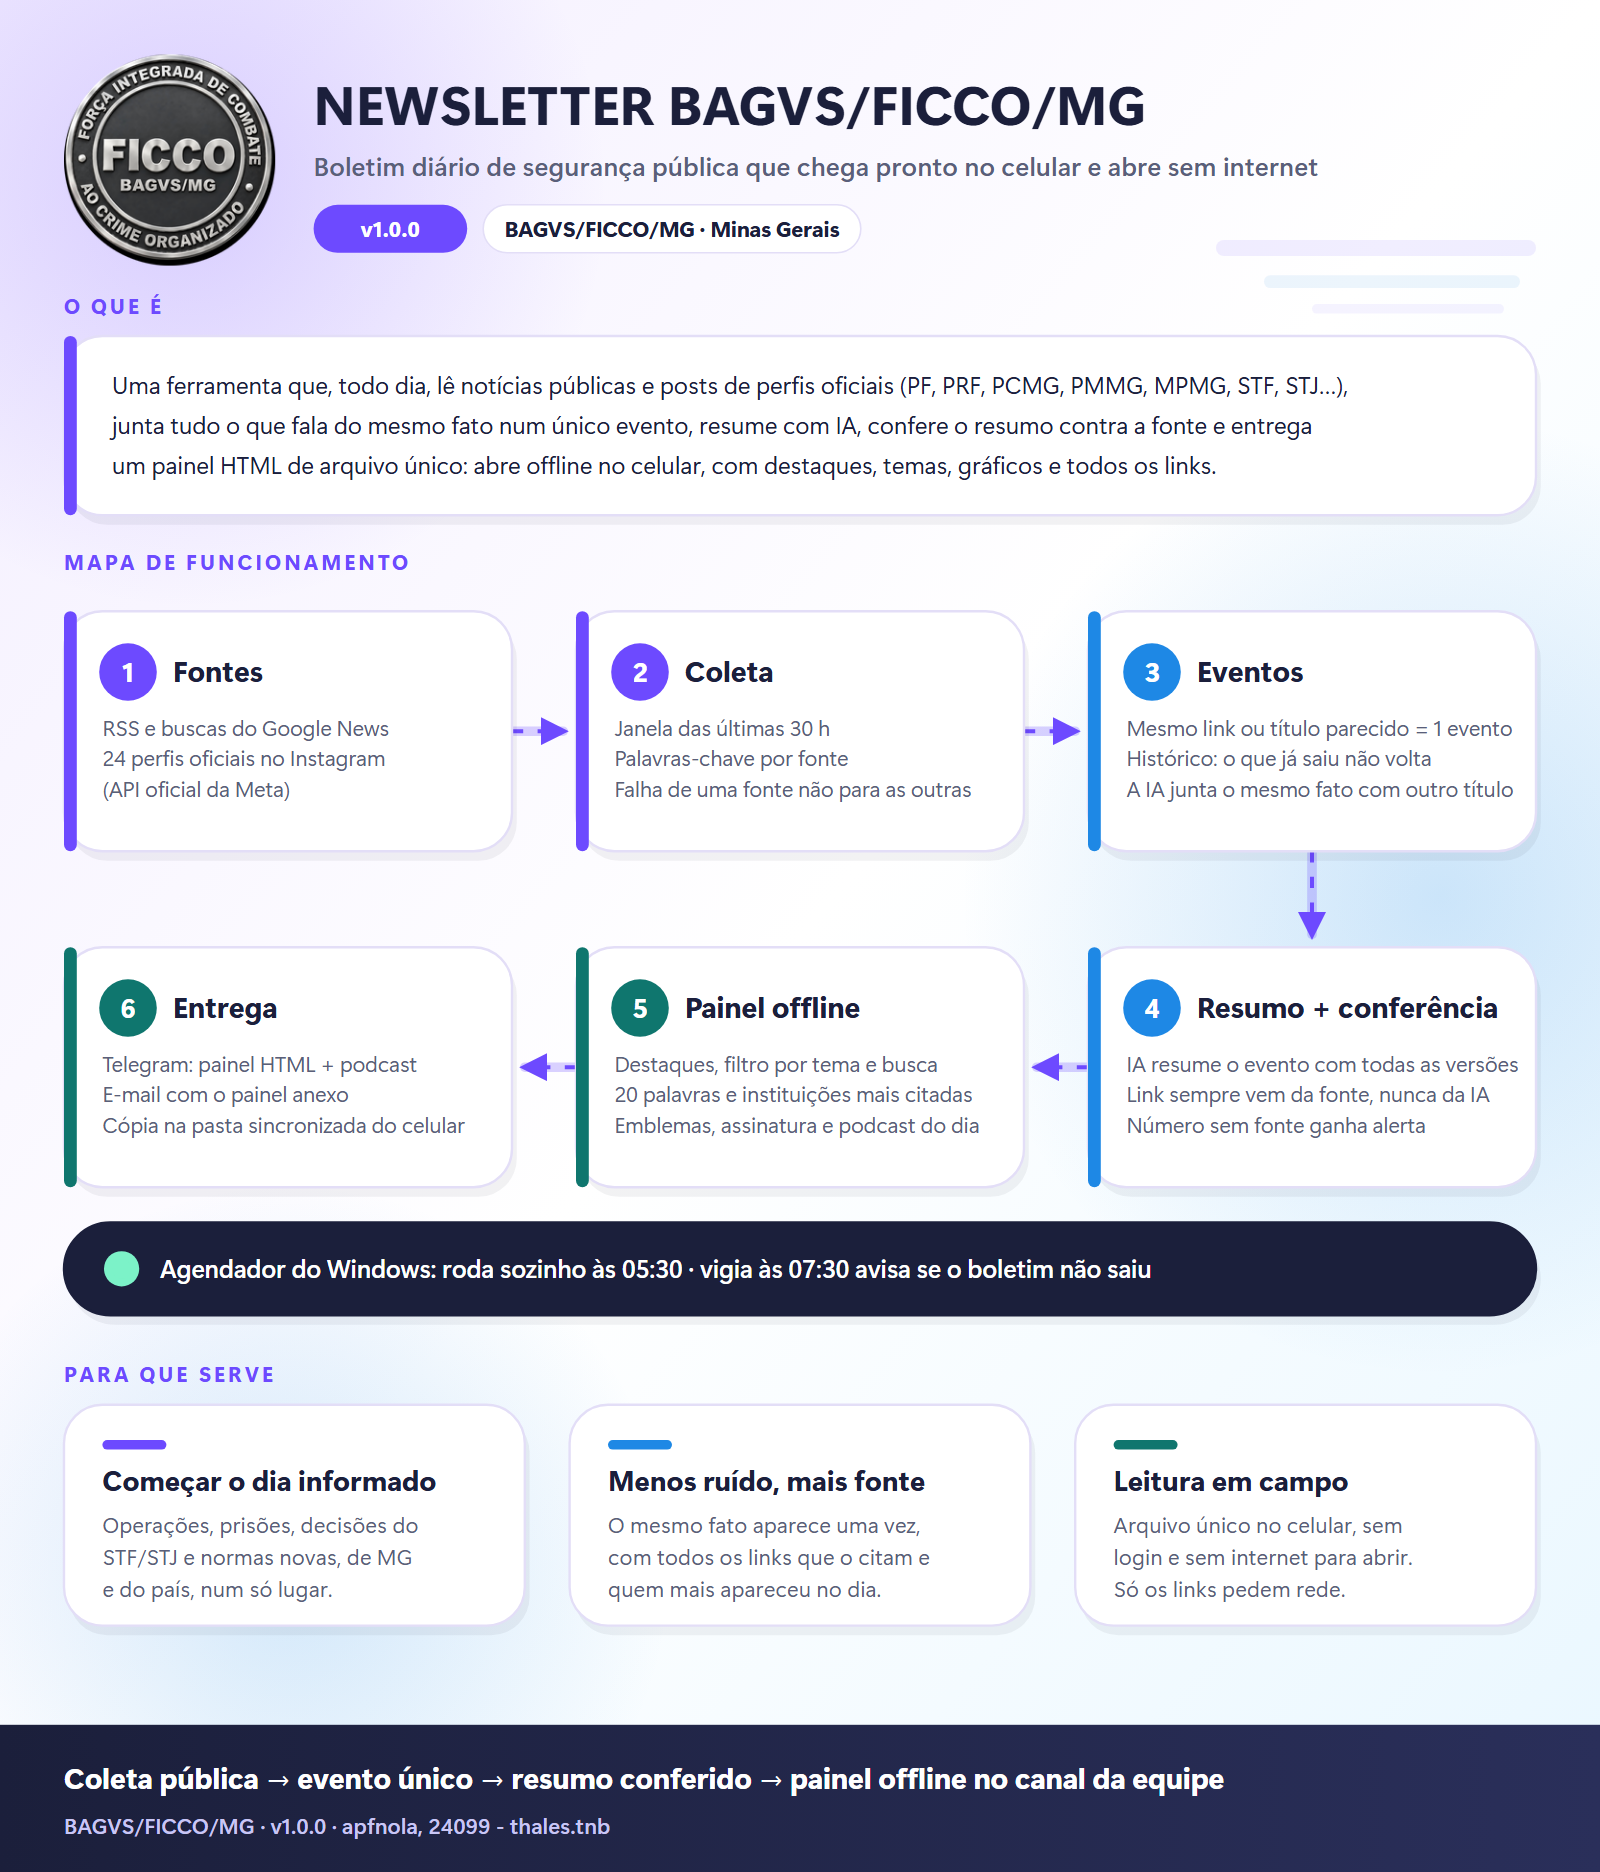 FORÇA INTEGRADA DE COMBATE
FICCO
BAGVS/MG
AO CRIME ORGANIZADO
NEWSLETTER BAGVS/FICCO/MG
Boletim diário de segurança pública que chega pronto no celular e abre sem internet
v1.0.0
BAGVS/FICCO/MG · Minas Gerais
O QUE É
Uma ferramenta que, todo dia, lê notícias públicas e posts de perfis oficiais (PF, PRF, PCMG, PMMG, MPMG, STF, STJ...),
junta tudo o que fala do mesmo fato num único evento, resume com IA, confere o resumo contra a fonte e entrega
um painel HTML de arquivo único: abre offline no celular, com destaques, temas, gráficos e todos os links.
MAPA DE FUNCIONAMENTO
1 Fontes
RSS e buscas do Google News
24 perfis oficiais no Instagram
(API oficial da Meta)
2 Coleta
Janela das últimas 30 h
Palavras-chave por fonte
Falha de uma fonte não para as outras
3 Eventos
Mesmo link ou título parecido = 1 evento
Histórico: o que já saiu não volta
A IA junta o mesmo fato com outro título
6 Entrega
Telegram: painel HTML + podcast
E-mail com o painel anexo
Cópia na pasta sincronizada do celular
5 Painel offline
Destaques, filtro por tema e busca
20 palavras e instituições mais citadas
Emblemas, assinatura e podcast do dia
4 Resumo + conferência
IA resume o evento com todas as versões
Link sempre vem da fonte, nunca da IA
Número sem fonte ganha alerta
Agendador do Windows: roda sozinho às 05:30 · vigia às 07:30 avisa se o boletim não saiu
PARA QUE SERVE
Começar o dia informado
Operações, prisões, decisões do
STF/STJ e normas novas, de MG
e do país, num só lugar.
Menos ruído, mais fonte
O mesmo fato aparece uma vez,
com todos os links que o citam e
quem mais apareceu no dia.
Leitura em campo
Arquivo único no celular, sem
login e sem internet para abrir.
Só os links pedem rede.
Coleta pública → evento único → resumo conferido → painel offline no canal da equipe
BAGVS/FICCO/MG · v1.0.0 · apfnola, 24099 - thales.tnb